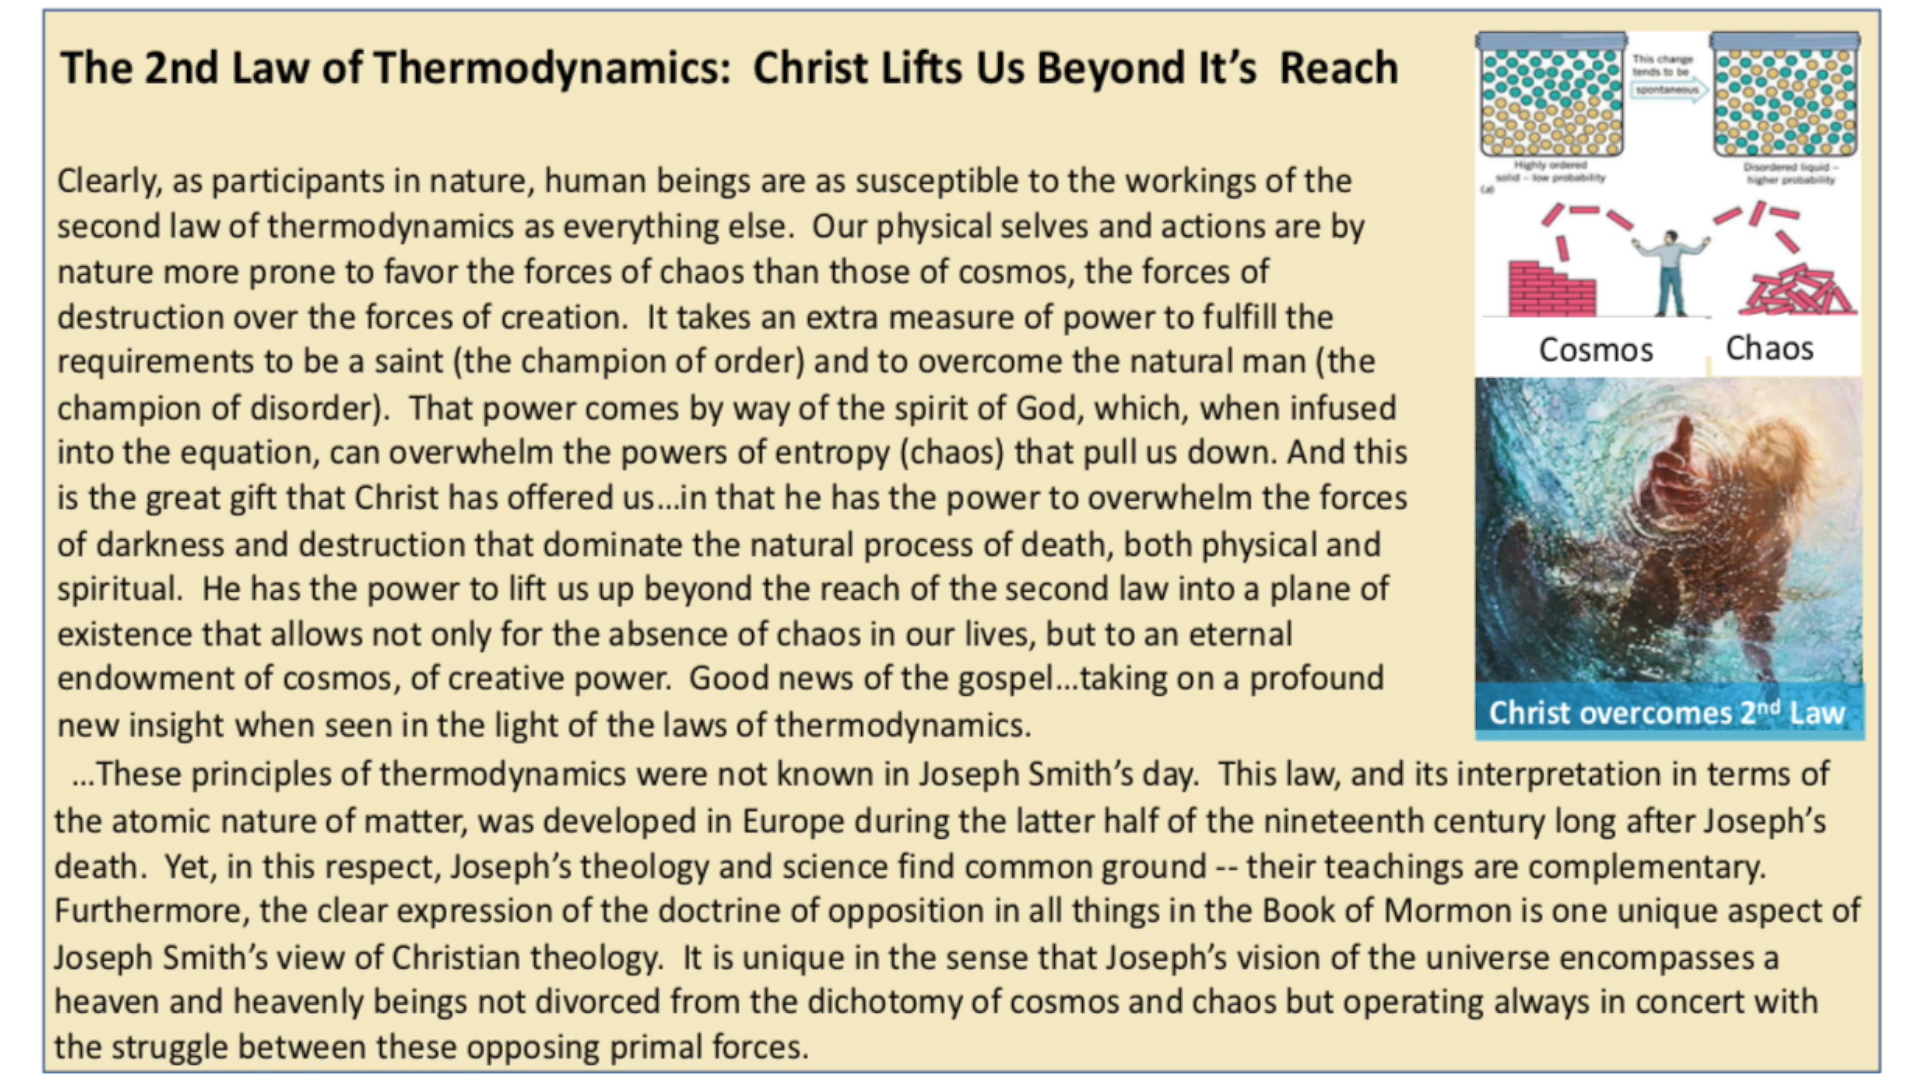 The 2nd Law of Thermodynamics:  Christ Lifts Us Beyond It's  Reach
Clearly, as participants in nature, human beings are as susceptible to the workings of the
second law of thermodynamics as everything else.  Our physical selves and actions are by
nature more prone to favor the forces of chaos than those of cosmos, the forces of
destruction over the forces of creation.  It takes an extra measure of power to fulfill the
requirements to be a saint (the champion of order) and to overcome the natural man (the
champion of disorder).  That power comes by way of the spirit of God, which, when infused
into the equation, can overwhelm the powers of entropy (chaos) that pull us down. And this
is the great gift that Christ has offered us...in that he has the power to overwhelm the forces
of darkness and destruction that dominate the natural process of death, both physical and
spiritual.  He has the power to lift us up beyond the reach of the second law into a plane of
existence that allows not only for the absence of chaos in our lives, but to an eternal
endowment of cosmos, of creative power.  Good news of the gospel...taking on a profound
new insight when seen in the light of the laws of thermodynamics.
...These principles of thermodynamics were not known in Joseph Smith's day.  This law, and its interpretation in terms of
the atomic nature of matter, was developed in Europe during the latter half of the nineteenth century long after Joseph's
death.  Yet, in this respect, Joseph's theology and science find common ground -- their teachings are complementary.
Furthermore, the clear expression of the doctrine of opposition in all things in the Book of Mormon is one unique aspect of
Joseph Smith's view of Christian theology.  It is unique in the sense that Joseph's vision of the universe encompasses a
heaven and heavenly beings not divorced from the dichotomy of cosmos and chaos but operating always in concert with
the struggle between these opposing primal forces.
This change
tends to be
spontaneous
Highly ordered
solid – low probability
(a)
Disordered liquid –
higher probability
Cosmos
Chaos
Christ overcomes 2nd Law